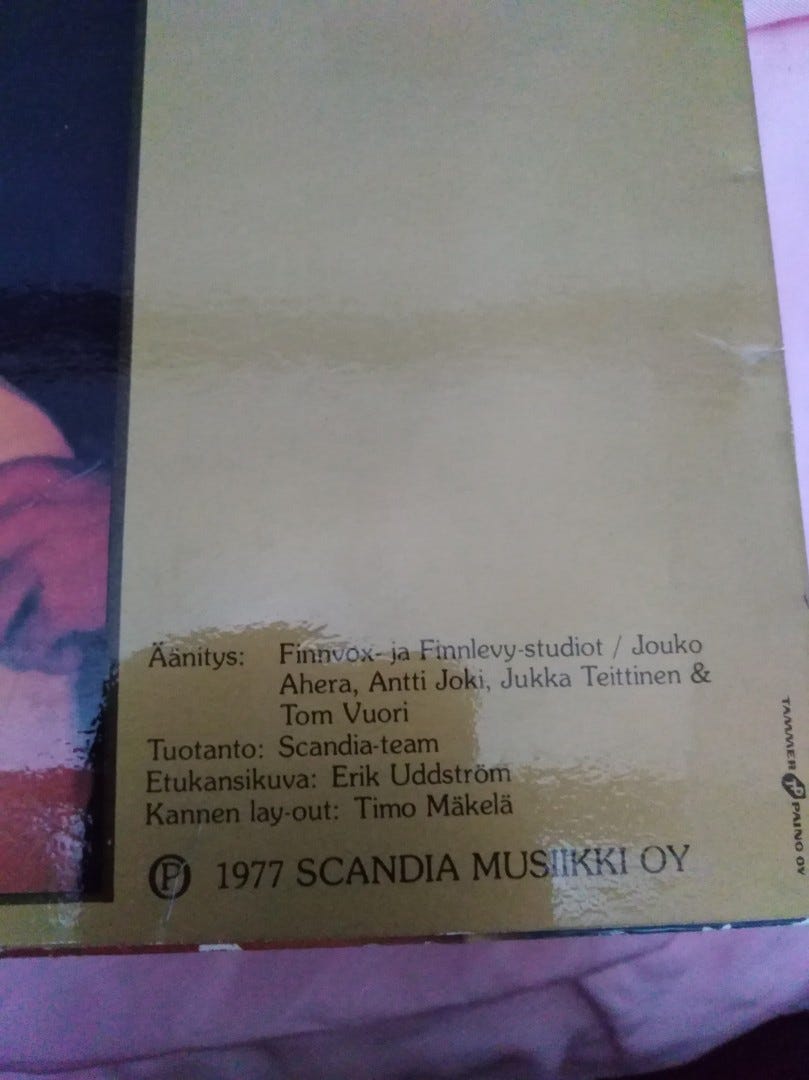 Äänitys: Finnvox- ja Finnlevy-studiot / Jouko
Ahera, Antti Joki, Jukka Teittinen &
Tom Vuori
Tuotanto: Scandia-team
Etukansikuva: Erik Uddström
Kannen lay-out: Timo Mäkelä
Ⓟ 1977 SCANDIA MUSIIKKI OY
TAMMER PAINO OY